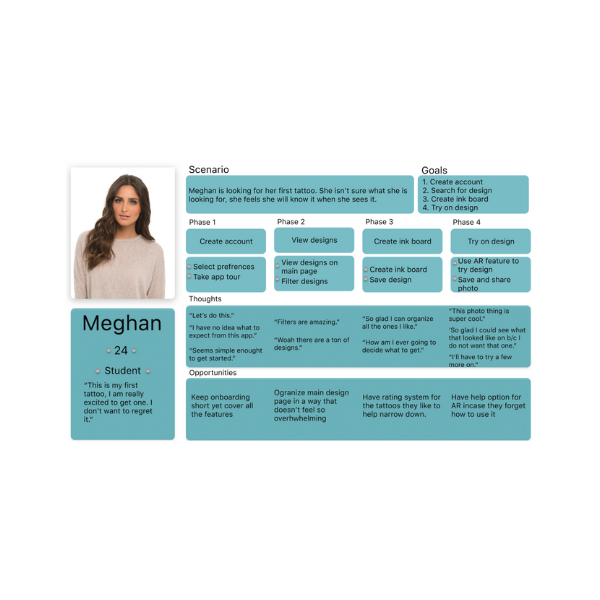 Scenario
Meghan is looking for her first tattoo. She isn't sure what she is
looking for, she feels she will know it when she sees it.
Goals
1. Create account
2. Search for design
3. Create ink board
4. Try on design
Phase 1
Phase 2
Phase 3
Phase 4
Create account
View designs
Create ink board
Try on design
Select prefrences
Take app tour
View designs on
main page
Filter designs
Create ink board
Save design
Use AR feature to
try design
Save and share
photo
Thoughts
"Let's do this."
"I have no idea what to
expect from this app."
"Seems simple enought
to get started."
"Filters are amazing."
"Woah there are a ton of
designs."
"So glad I can organize
all the ones I like."
"How am I ever going to
decide what to get."
"This photo thing is
super cool."
'So glad I could see what
that looked like on b/c I
do not want that one."
"I'll have to try a few
more on."
Opportunities
Keep onboarding
short yet cover all
the features
Ogranize main design
page in a way that
doesn't feel so
overhwhelming
Have rating system for
the tattoos they like to
help narrow down.
Have help option for
AR incase they forget
how to use it
Meghan
24
Student
"This is my first
tattoo, I am really
excited to get one. I
don't want to regret
it."